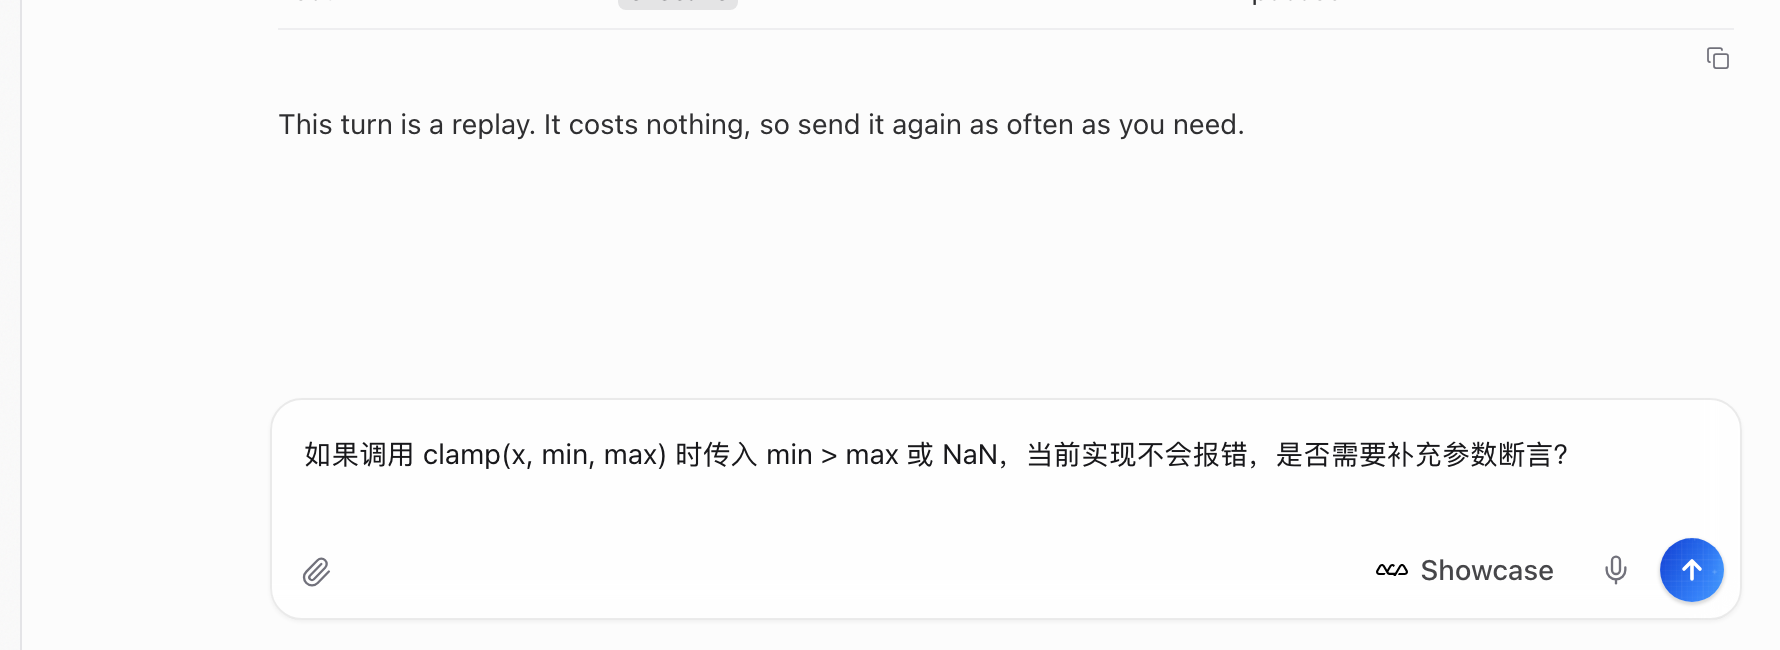 This turn is a replay. It costs nothing, so send it again as often as you need.
如果调用 clamp(x, min, max) 时传入 min > max 或 NaN，当前实现不会报错，是否需要补充参数断言？
Showcase